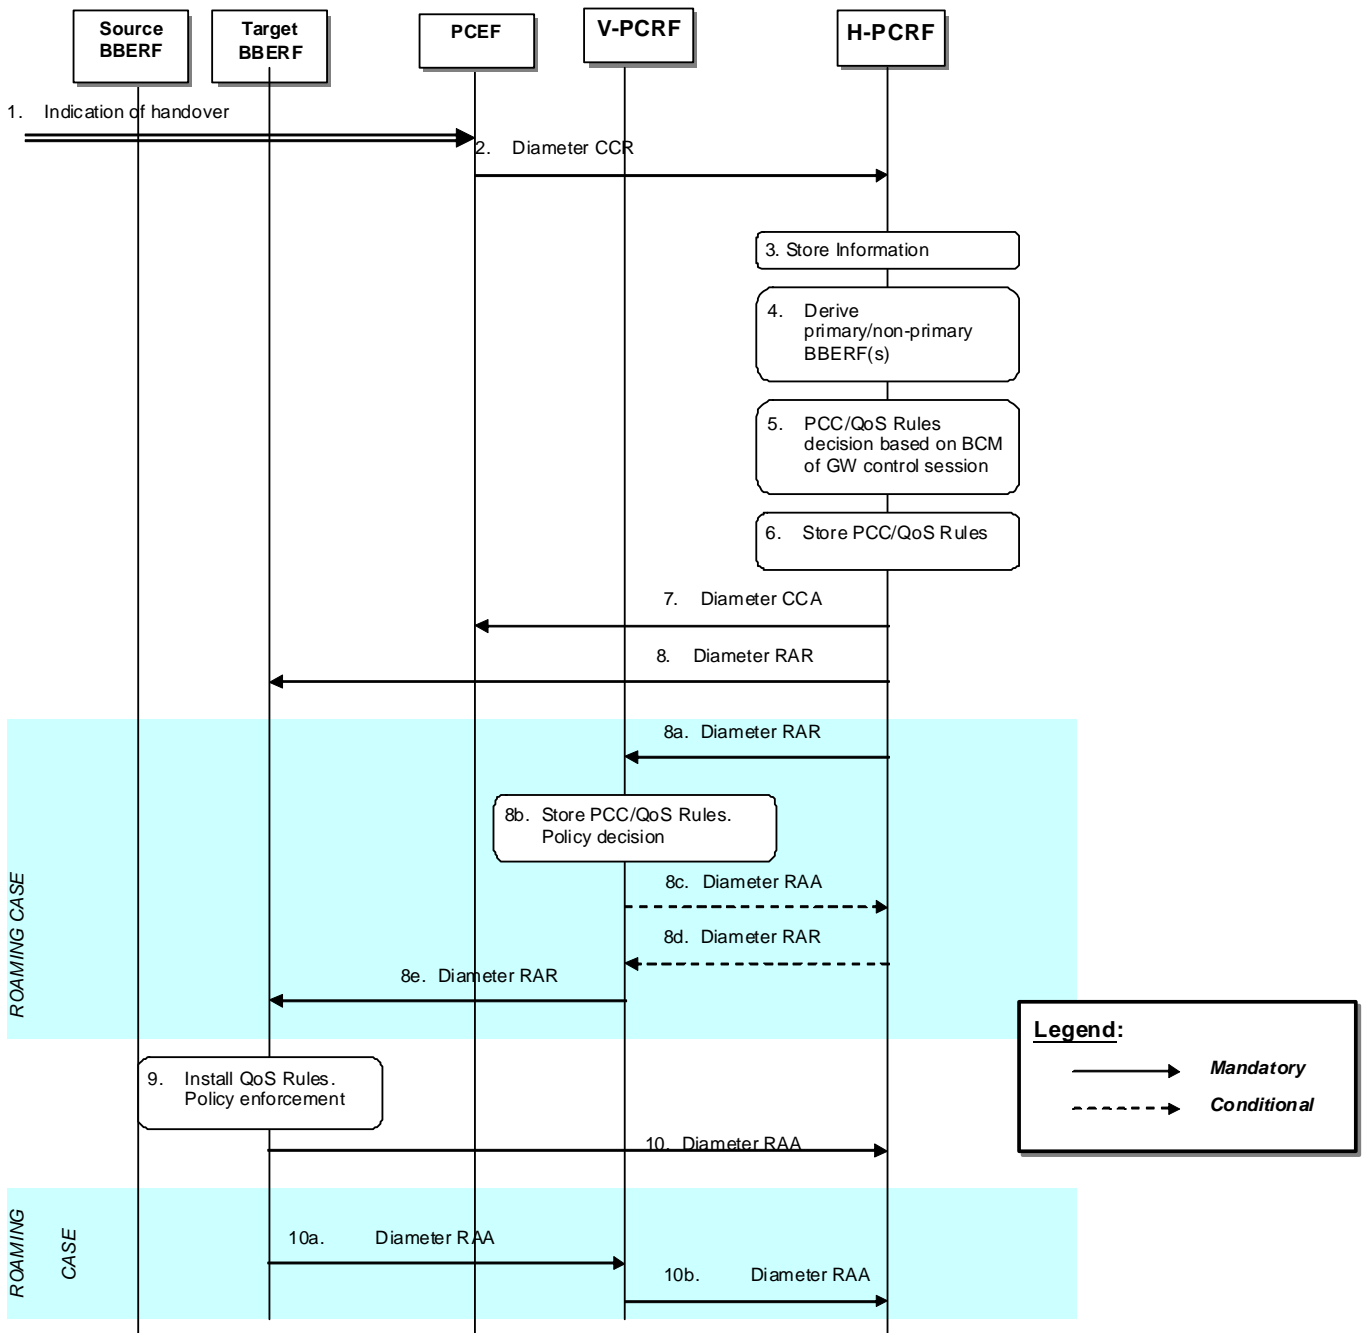 Source
BBERF
Target
BBERF
PCEF
V-PCRF
H-PCRF
1. Indication of handover
2. Diameter CCR
3. Store Information
4. Derive
primary/non-primary
BBERF(s)
5. PCC/QoS Rules
decision based on BCM
of GW control session
6. Store PCC/QoS Rules
7. Diameter CCA
8. Diameter RAR
8a. Diameter RAR
8b. Store PCC/QoS Rules.
Policy decision
8c. Diameter RAA
8d. Diameter RAR
8e. Diameter RAR
ROAMING CASE
Legend:
Mandatory
Conditional
9. Install QoS Rules.
Policy enforcement
10. Diameter RAA
ROAMING
CASE
10a. Diameter RAA
10b. Diameter RAA